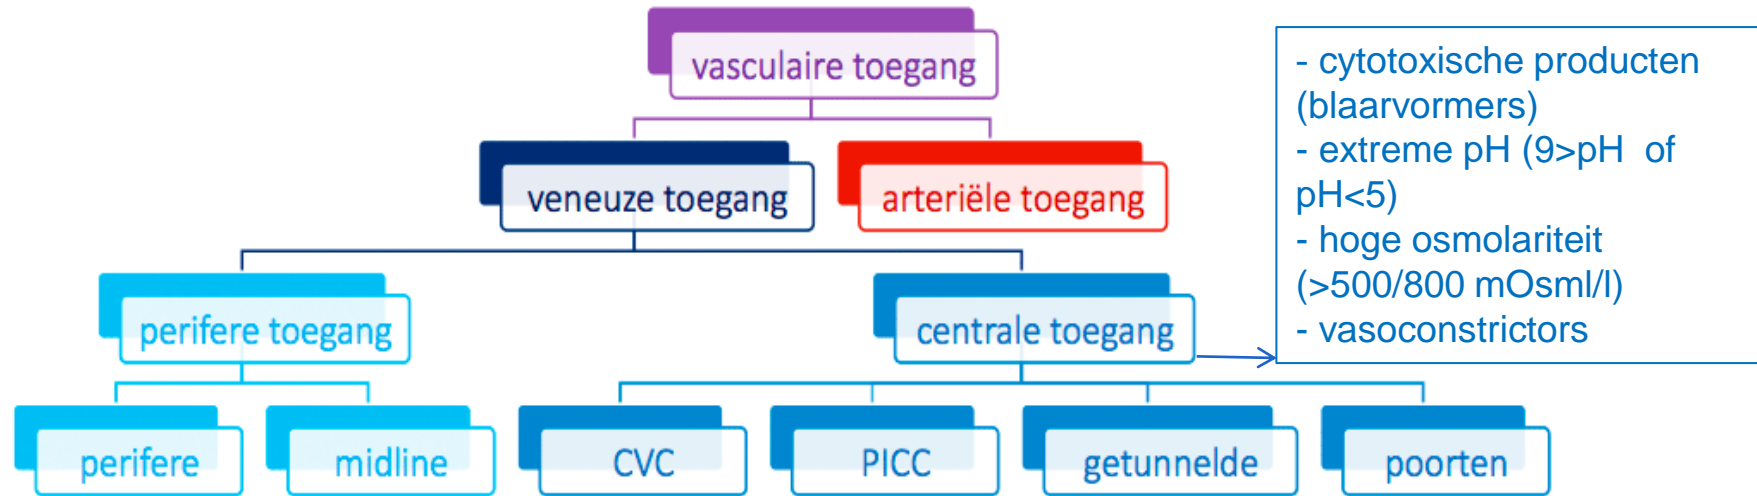 vasculaire toegang
veneuze toegang
arteriële toegang
perifere toegang
centrale toegang
perifere
midline
CVC
PICC
getunnelde
poorten
- cytotoxische producten
(blaarvormers)
- extreme pH (9>pH of
pH<5)
- hoge osmolariteit
(>500/800 mOsml/l)
- vasoconstrictors